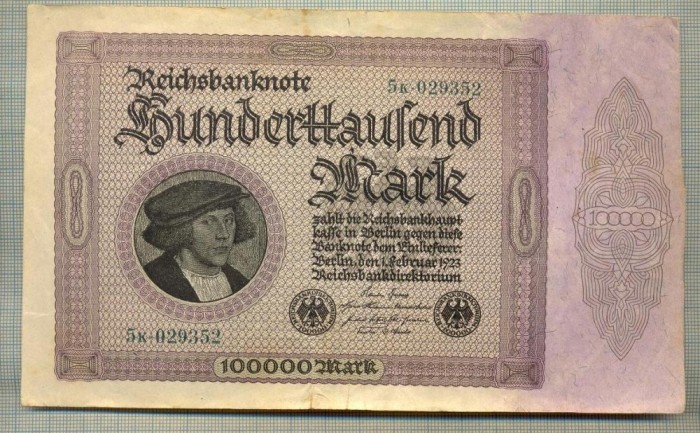 Reichsbanknote
5K·029352
Hunderttausend
Mark
zahlt die Reichsbankhaupt-
kasse in Berlin gegen diese
Banknote dem Einlieferer.
Berlin, den 1. Februar 1923
Reichsbankdirektorium
100000
5K·029352
100000 Mark